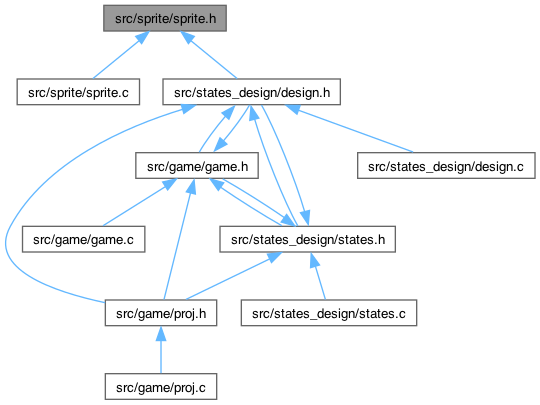 src/sprite/sprite.h
src/sprite/sprite.c
src/states_design/design.h
src/game/game.h
src/states_design/design.c
src/game/game.c
src/states_design/states.h
src/game/proj.h
src/states_design/states.c
src/game/proj.c